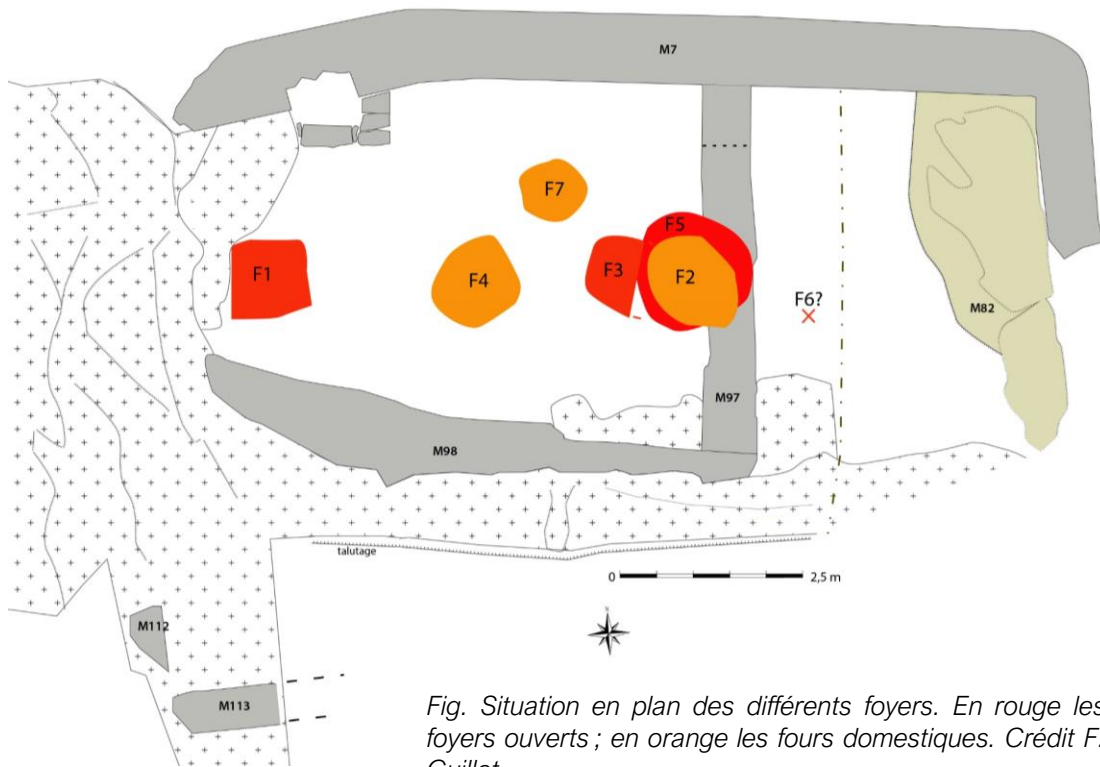 M7
F7
F5
F1
F4
F3
F2
F6?
M82
M97
M98
talutage
0 2,5 m
M112
M113
Fig. Situation en plan des différents foyers. En rouge les
foyers ouverts ; en orange les fours domestiques. Crédit F.